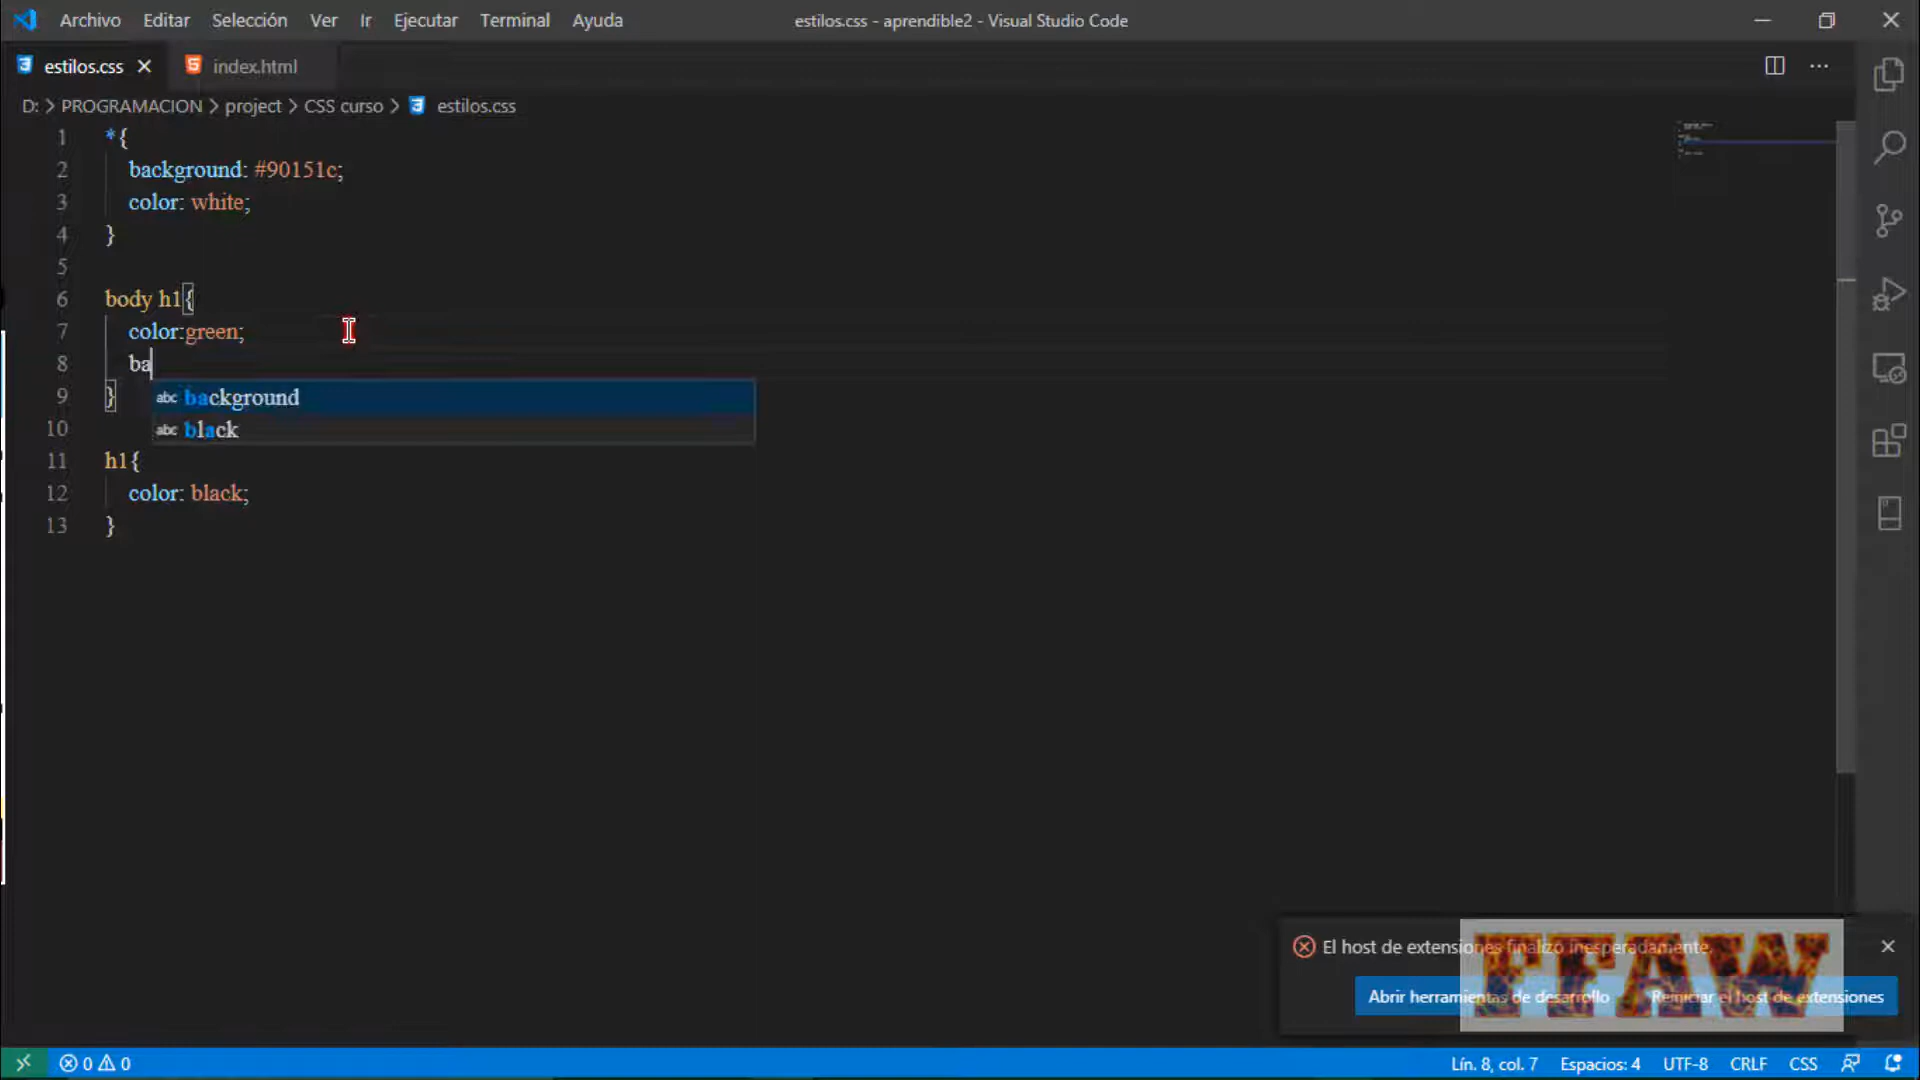 Archivo Editar Selección Ver Ir Ejecutar Terminal Ayuda estilos.css - aprendible2 - Visual Studio Code
estilos.css index.html
D: > PROGRAMACION > project > CSS curso > estilos.css
1 *{
2 background: #90151c;
3 color: white;
4 }
5
6 body h1{
7 color:green;
8 ba
9 } abc background
10 abc black
11 h1{
12 color: black;
13 }
El host de extensiones finalizó inesperadamente.
FFAW
Abrir herramientas de desarrollo Reiniciar el host de extensiones
0 0 Lín. 8, col. 7 Espacios: 4 UTF-8 CRLF CSS